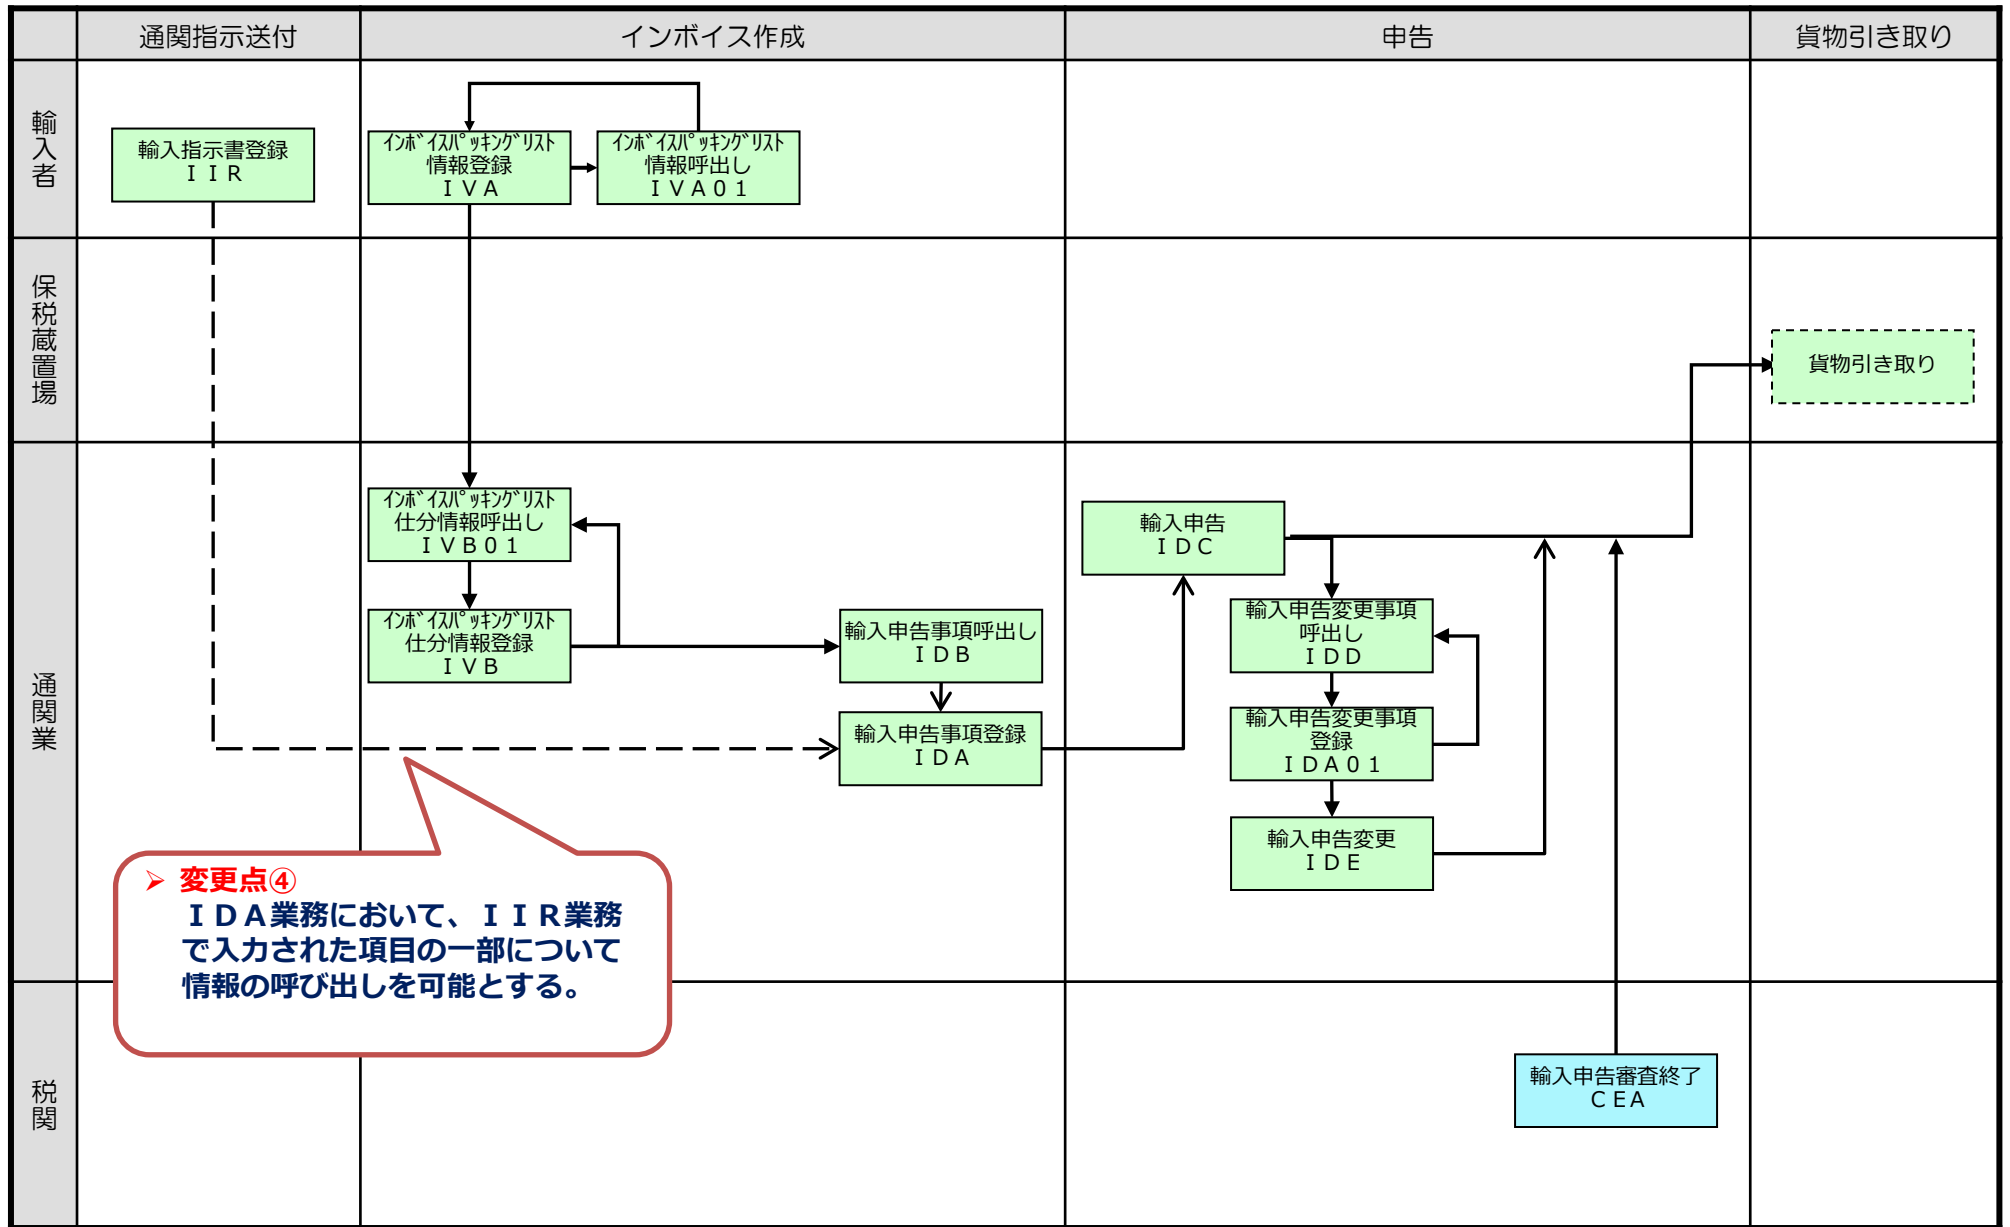 通関指示送付
インボイス作成
申告
貨物引き取り
輸入者
輸入指示書登録
ＩＩＲ
ｲﾝﾎﾞｲｽﾊﾟｯｷﾝｸﾞﾘｽﾄ
情報登録
ＩＶＡ
ｲﾝﾎﾞｲｽﾊﾟｯｷﾝｸﾞﾘｽﾄ
情報呼出し
ＩＶＡ０１
保税蔵置場
貨物引き取り
通関業
ｲﾝﾎﾞｲｽﾊﾟｯｷﾝｸﾞﾘｽﾄ
仕分情報呼出し
ＩＶＢ０１
ｲﾝﾎﾞｲｽﾊﾟｯｷﾝｸﾞﾘｽﾄ
仕分情報登録
ＩＶＢ
輸入申告事項呼出し
ＩＤＢ
輸入申告事項登録
ＩＤＡ
輸入申告
ＩＤＣ
輸入申告変更事項
呼出し
ＩＤＤ
輸入申告変更事項
登録
ＩＤＡ０１
輸入申告変更
ＩＤＥ
➢ 変更点④
ＩＤＡ業務において、ＩＩＲ業務
で入力された項目の一部について
情報の呼び出しを可能とする。
税関
輸入申告審査終了
ＣＥＡ